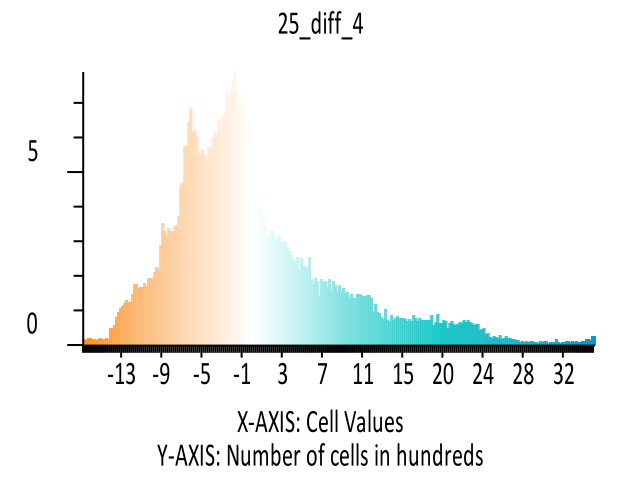 25_diff_4
5
0
-13 -9 -5 -1 3 7 11 15 20 24 28 32
X-AXIS: Cell Values
Y-AXIS: Number of cells in hundreds